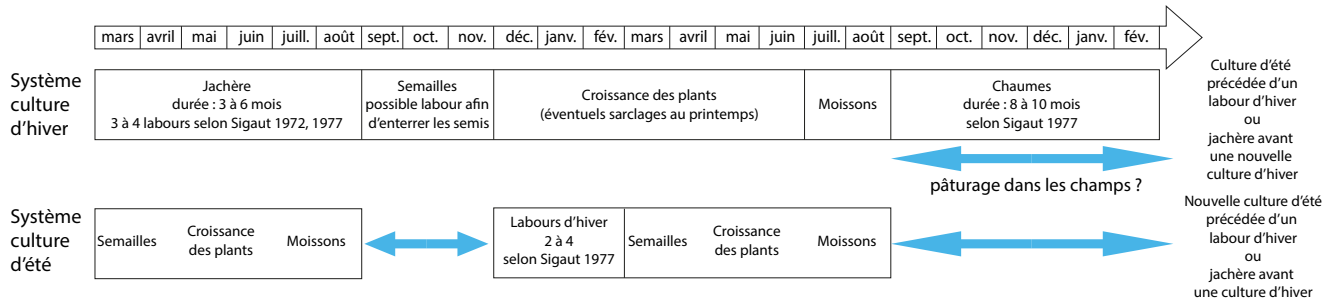 mars avril mai juin juill. août sept. oct. nov. déc. janv. fév. mars avril mai juin juill. août sept. oct. nov. déc. janv. fév.
Système
culture
d'hiver
Jachère
durée : 3 à 6 mois
3 à 4 labours selon Sigaut 1972, 1977
Semailles
possible labour afin
d'enterrer les semis
Croissance des plants
(éventuels sarclages au printemps)
Moissons
Chaumes
durée : 8 à 10 mois
selon Sigaut 1977
Culture d'été
précédée d'un
labour d'hiver
ou
jachère avant
une nouvelle
culture d'hiver
pâturage dans les champs ?
Système
culture
d'été
Semailles
Croissance
des plants
Moissons
Labours d'hiver
2 à 4
selon Sigaut 1977
Semailles
Croissance
des plants
Moissons
Nouvelle culture d'été
précédée d'un
labour d'hiver
ou
jachère avant
une culture d'hiver